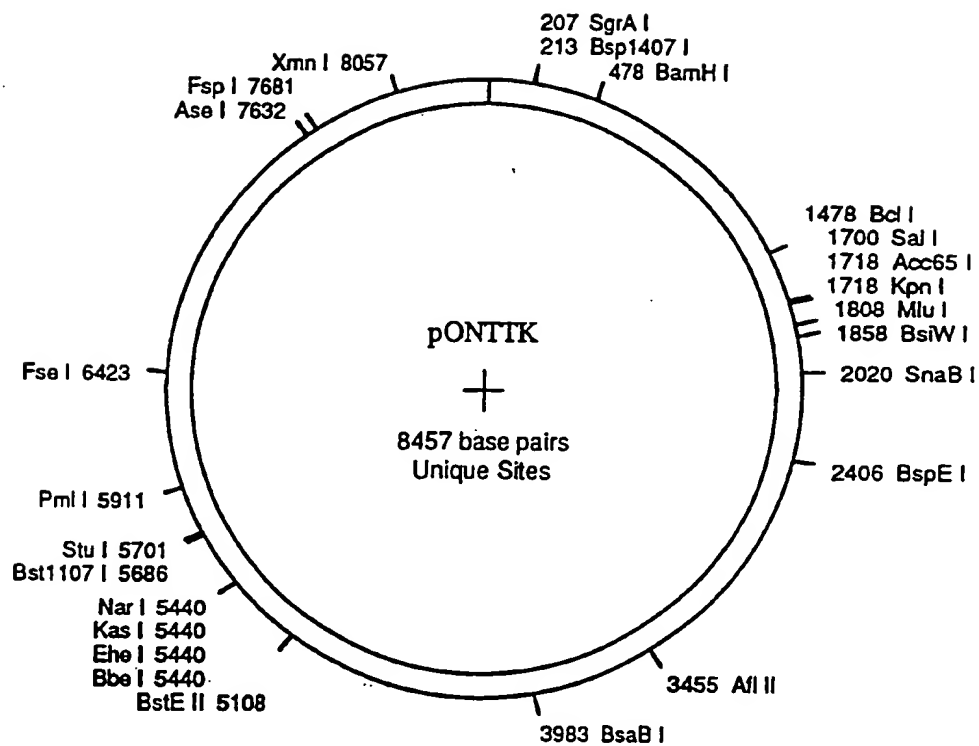 207 SgrA I
213 Bsp1407 I
478 BamH I
1478 Bcl I
1700 Sal I
1718 Acc65 I
1718 Kpn I
1808 Mlu I
1858 BsiW I
2020 SnaB I
2406 BspE I
3455 Afl II
3983 BsaB I
BstE II 5108
Bbe I 5440
Ehe I 5440
Kas I 5440
Nar I 5440
Bst1107 I 5686
Stu I 5701
Pml I 5911
Fse I 6423
Ase I 7632
Fsp I 7681
Xmn I 8057
pONTTK
8457 base pairs
Unique Sites